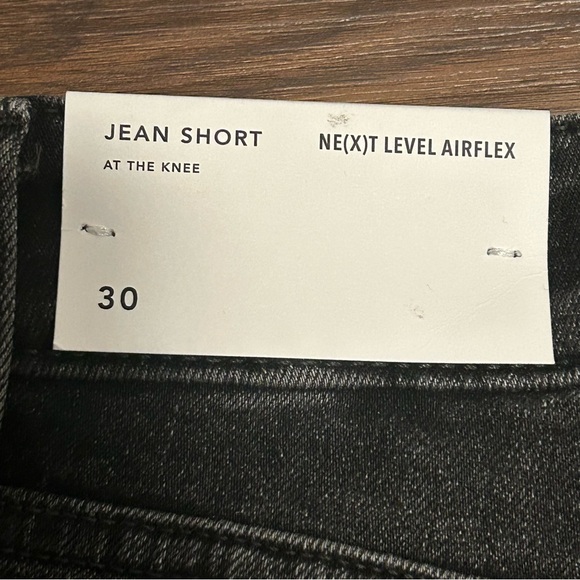 JEAN SHORT
NE(X)T LEVEL AIRFLEX
AT THE KNEE
30